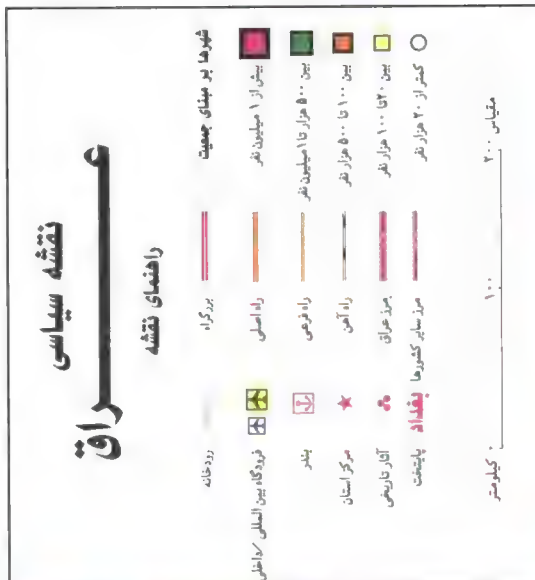 نقشه سیاسی
عراق
راهنمای نقشه
شهرها بر مبنای جمعیت
بیش از ۱ میلیون نفر
بین ۵۰۰ هزار تا ۱ میلیون نفر
بین ۱۰۰ تا ۵۰۰ هزار نفر
بین ۲۰ تا ۱۰۰ هزار نفر
کمتر از ۲۰ هزار نفر
بزرگراه
راه اصلی
راه فرعی
راه آهن
مرز عراق
مرز سایر کشورها
رودخانه
فرودگاه بین المللی / داخلی
بندر
مرکز استان
آثار تاریخی
پایتخت بغداد
مقیاس ۲۰۰ ۱۰۰ ۰ کیلومتر